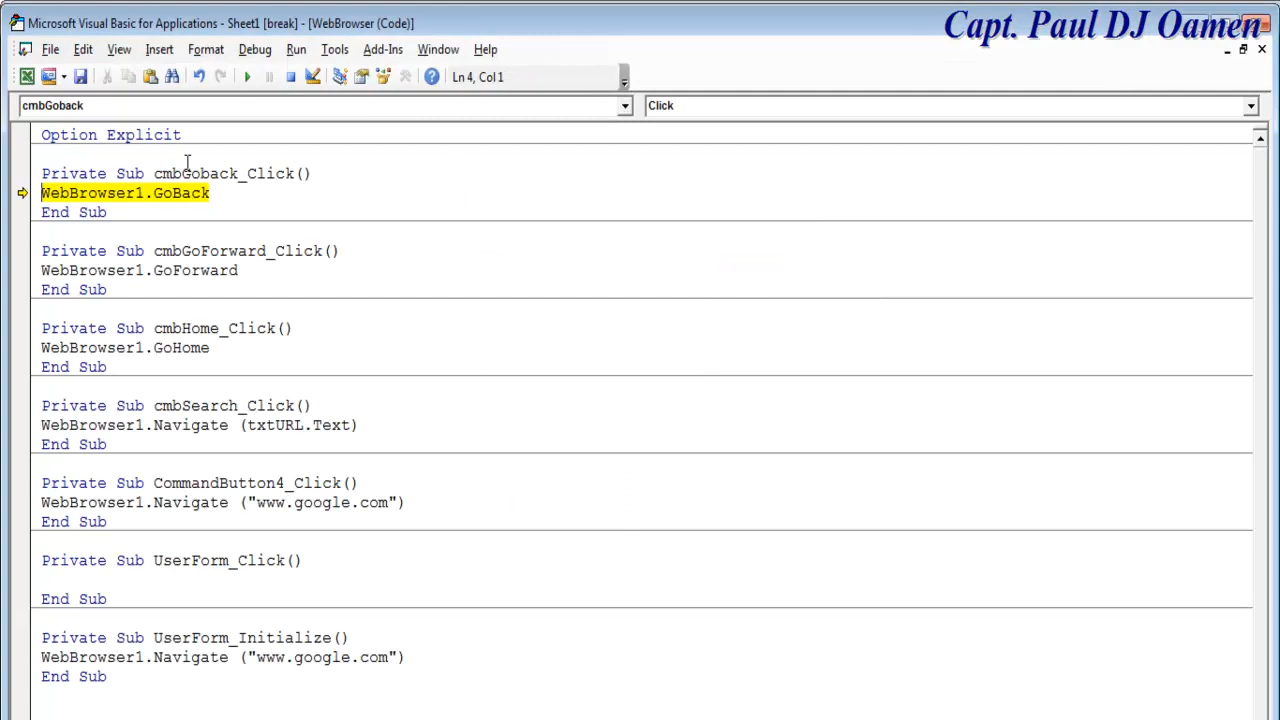 Microsoft Visual Basic for Applications - Sheet1 [break] - [WebBrowser (Code)]
Capt. Paul DJ Oamen
File Edit View Insert Format Debug Run Tools Add-Ins Window Help
Ln 4, Col 1
cmbGoback Click
Option Explicit
Private Sub cmbGoback_Click()
WebBrowser1.GoBack
End Sub
Private Sub cmbGoForward_Click()
WebBrowser1.GoForward
End Sub
Private Sub cmbHome_Click()
WebBrowser1.GoHome
End Sub
Private Sub cmbSearch_Click()
WebBrowser1.Navigate (txtURL.Text)
End Sub
Private Sub CommandButton4_Click()
WebBrowser1.Navigate ("www.google.com")
End Sub
Private Sub UserForm_Click()
End Sub
Private Sub UserForm_Initialize()
WebBrowser1.Navigate ("www.google.com")
End Sub